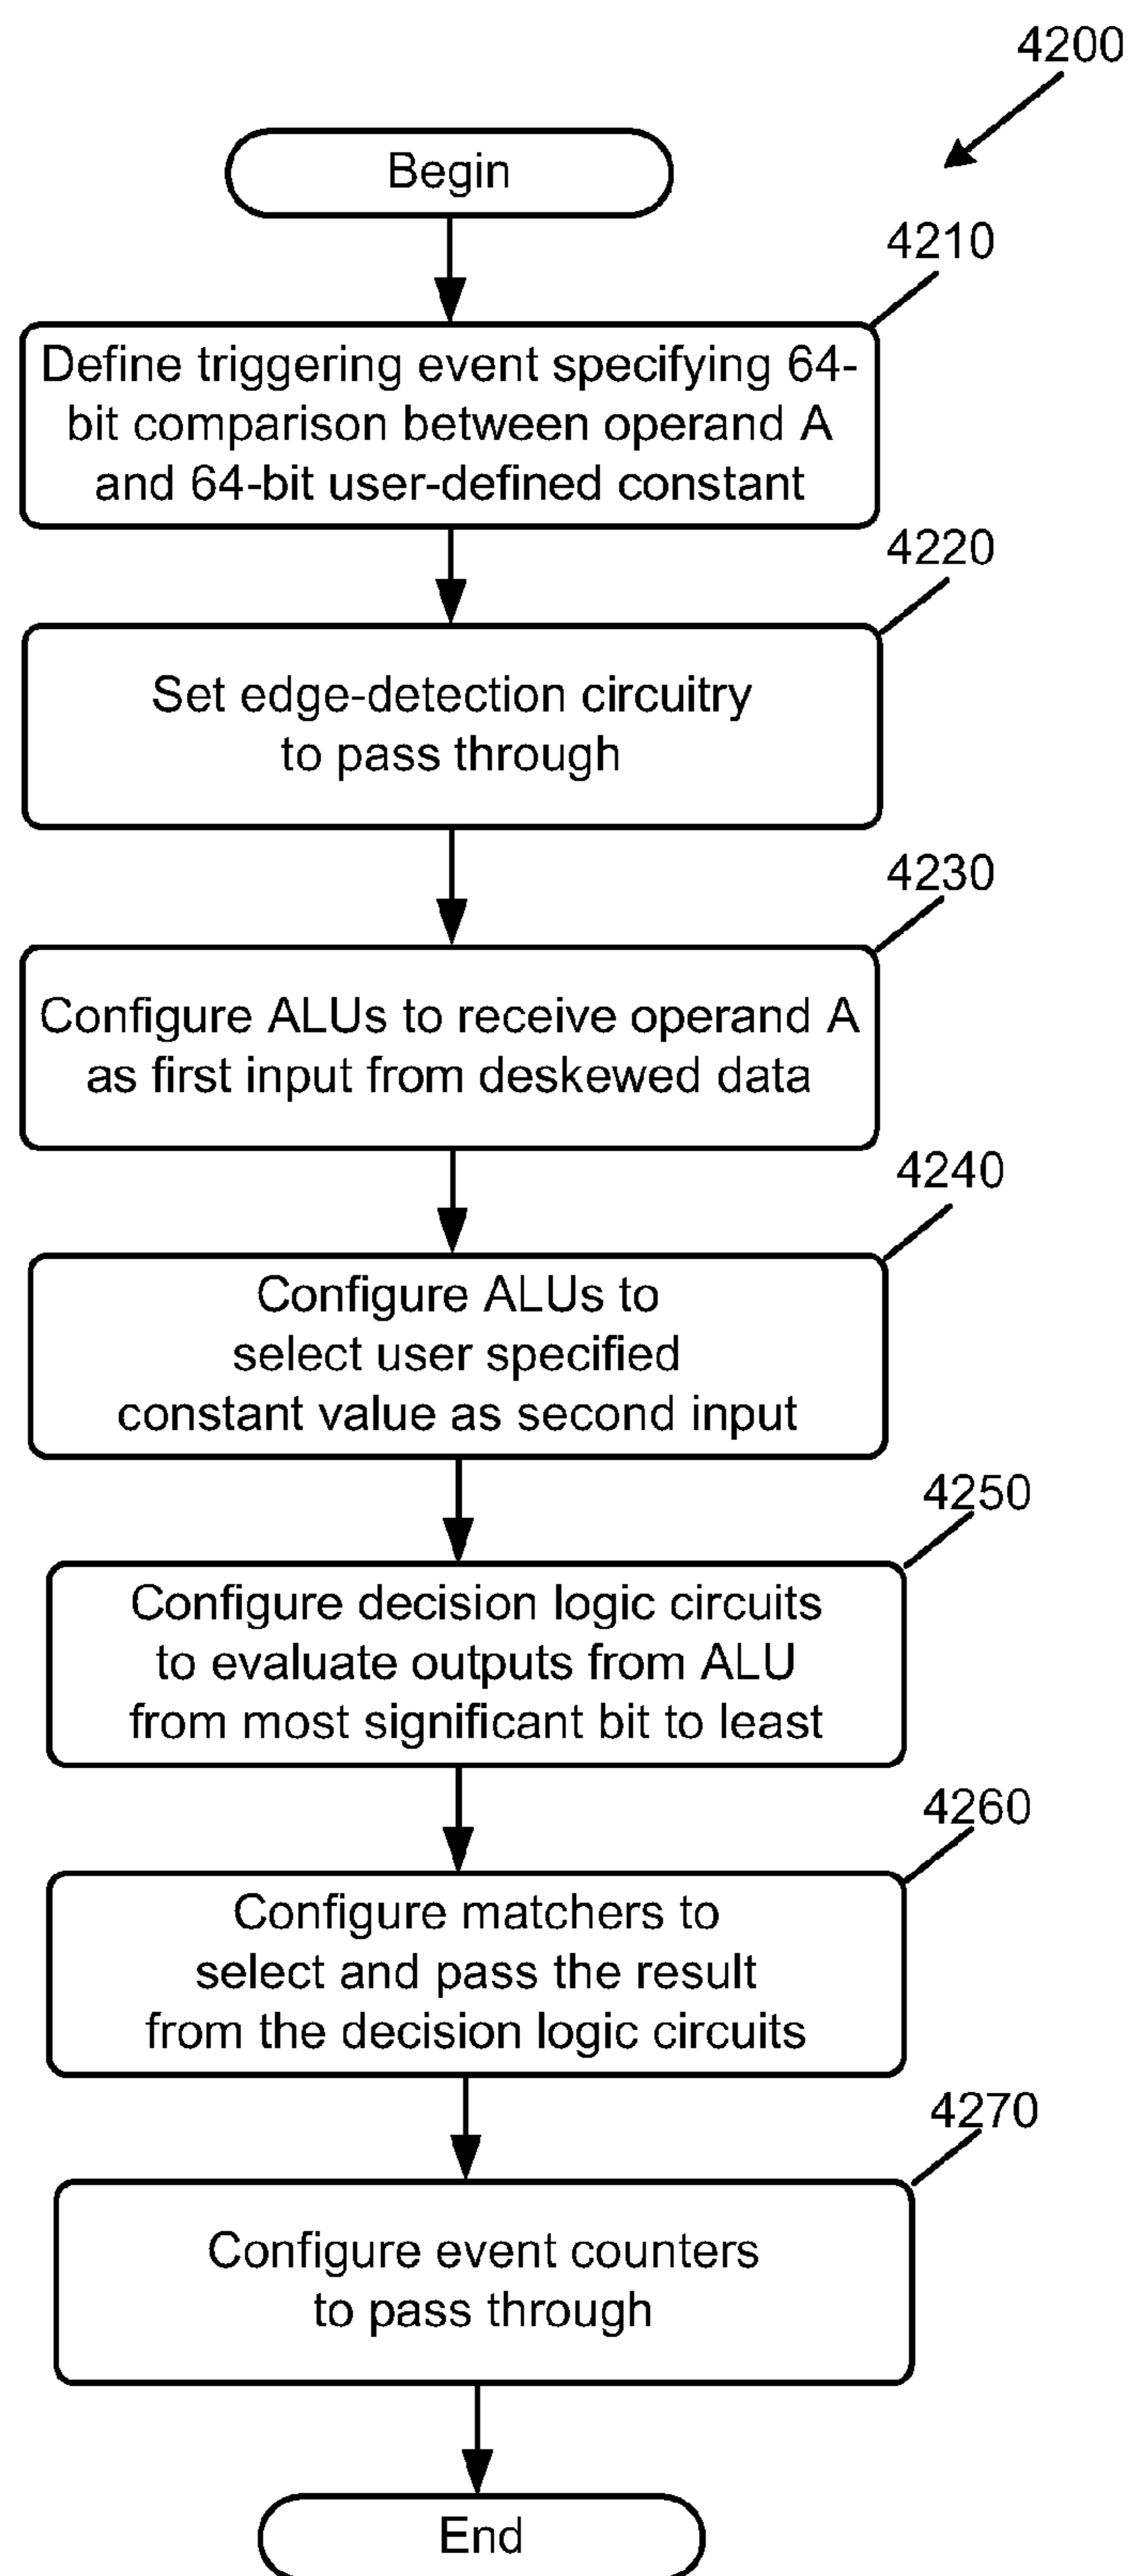 4200
Begin
4210
Define triggering event specifying 64-
bit comparison between operand A
and 64-bit user-defined constant
4220
Set edge-detection circuitry
to pass through
4230
Configure ALUs to receive operand A
as first input from deskewed data
4240
Configure ALUs to
select user specified
constant value as second input
4250
Configure decision logic circuits
to evaluate outputs from ALU
from most significant bit to least
4260
Configure matchers to
select and pass the result
from the decision logic circuits
4270
Configure event counters
to pass through
End